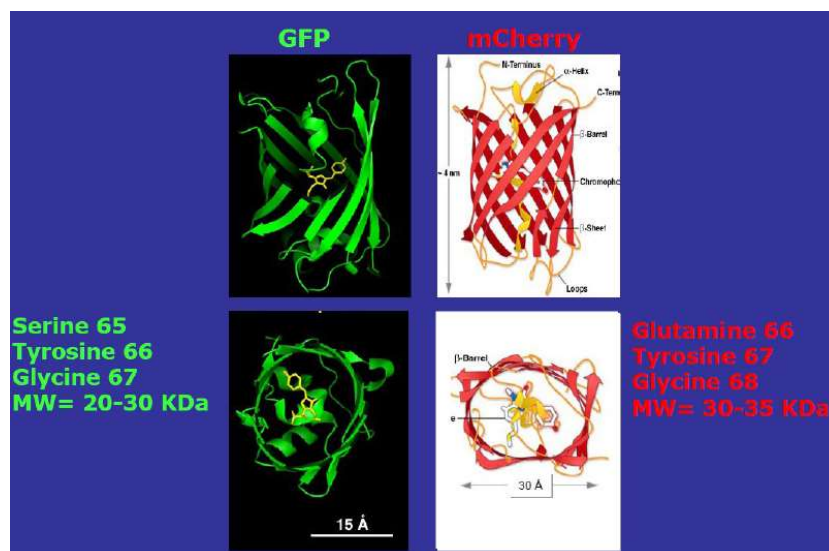 GFP
mCherry
N-Terminus
α-Helix
C-Term
β-Barrel
~ 4 nm
Chromopho
β-Sheet
Loops
Serine 65
Tyrosine 66
Glycine 67
MW= 20-30 KDa
15 Å
β-Barrel
e
30 Å
Glutamine 66
Tyrosine 67
Glycine 68
MW= 30-35 KDa